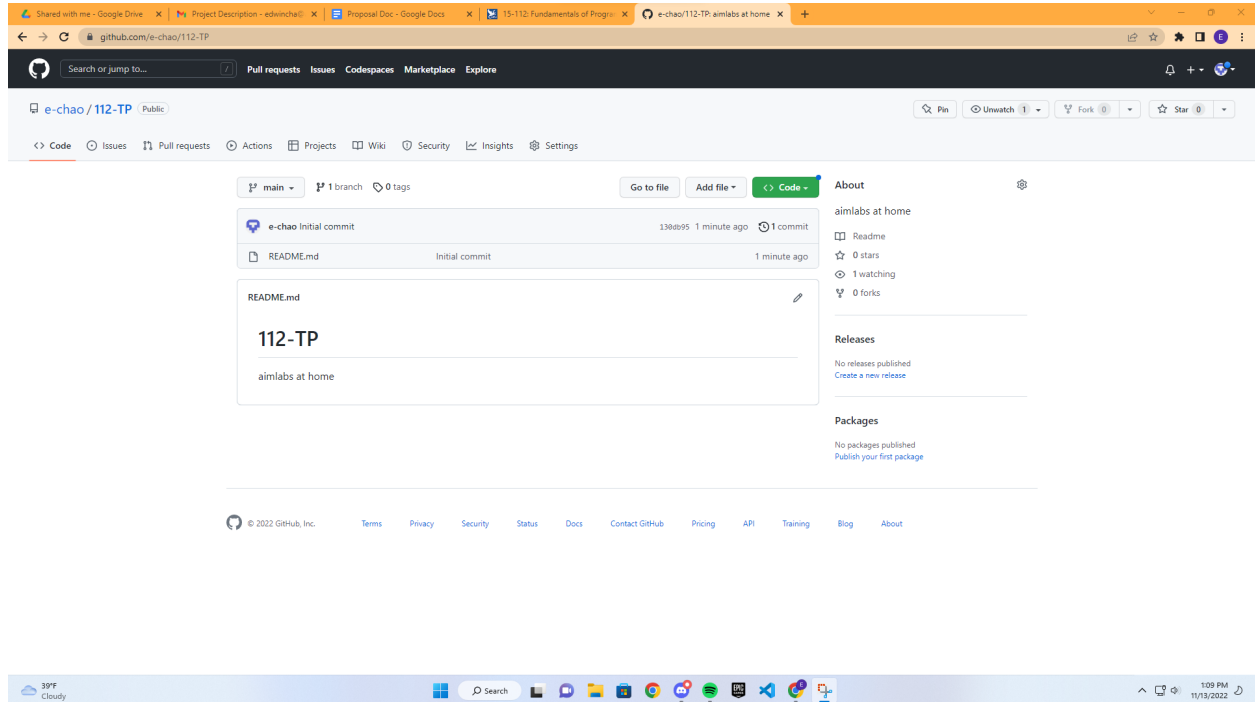 Shared with me - Google Drive
Project Description - edwincha@
Proposal Doc - Google Docs
15-112: Fundamentals of Progra
e-chao/112-TP: aimlabs at home
github.com/e-chao/112-TP
E
Search or jump to...
/
Pull requests Issues Codespaces Marketplace Explore
e-chao / 112-TP Public
Pin
Unwatch 1
Fork 0
Star 0
Code Issues Pull requests Actions Projects Wiki Security Insights Settings
main 1 branch 0 tags
Go to file Add file Code
e-chao Initial commit 130db95 1 minute ago 1 commit
README.md Initial commit 1 minute ago
README.md
112-TP
aimlabs at home
About
aimlabs at home
Readme
0 stars
1 watching
0 forks
Releases
No releases published
Create a new release
Packages
No packages published
Publish your first package
© 2022 GitHub, Inc. Terms Privacy Security Status Docs Contact GitHub Pricing API Training Blog About
39°F
Cloudy
Search
EPIC
E
1:09 PM
11/13/2022